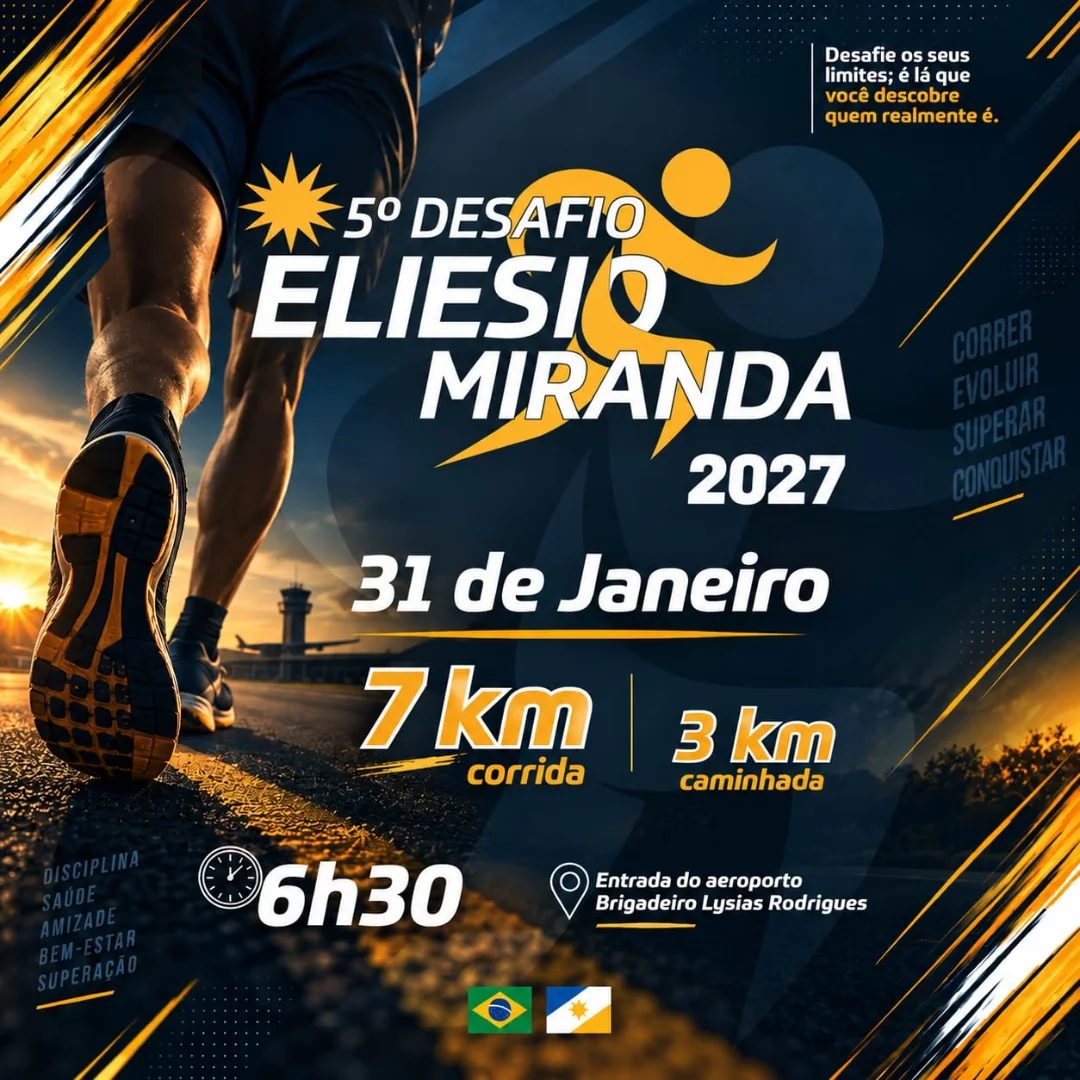 Desafie os seus
limites; é lá que
você descobre
quem realmente é.
5º DESAFIO
ELIESIO
MIRANDA
2027
CORRER
EVOLUIR
SUPERAR
CONQUISTAR
31 de Janeiro
7 km
corrida
3 km
caminhada
DISCIPLINA
SAÚDE
AMIZADE
BEM-ESTAR
SUPERAÇÃO
6h30
Entrada do aeroporto
Brigadeiro Lysias Rodrigues